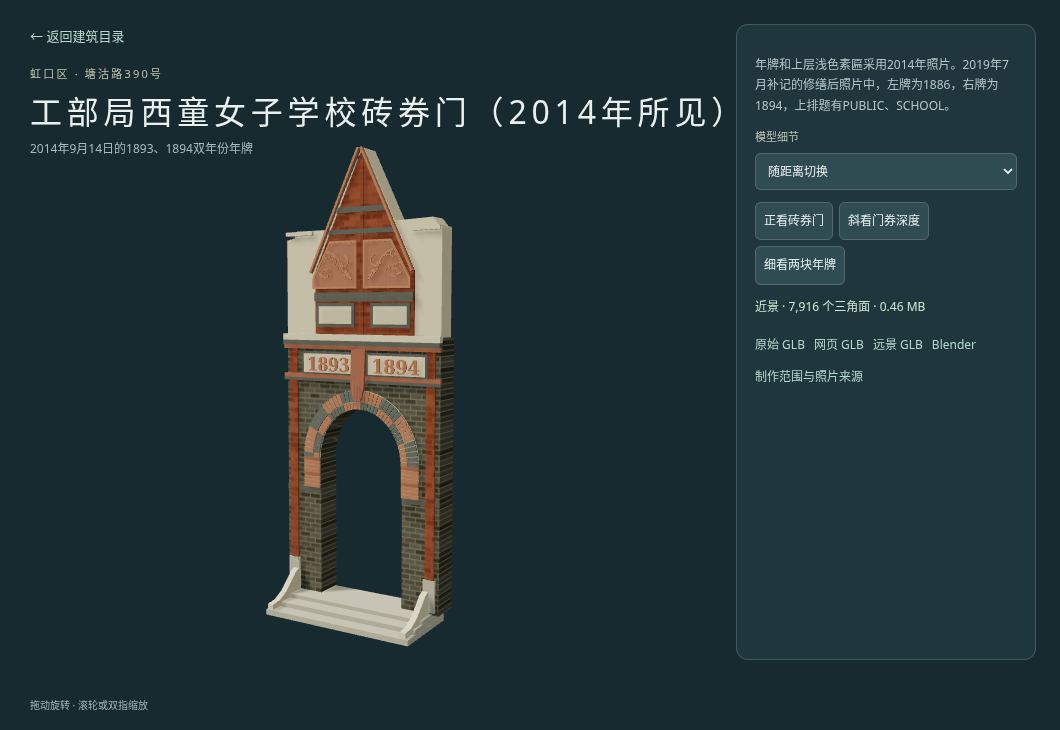 ← 返回建筑目录
虹口区 · 塘沽路390号
工部局西童女子学校砖券门（2014年所见）
2014年9月14日的1893、1894双年份年牌
1893
1894
年牌和上层浅色素匾采用2014年照片。2019年7
月补记的修缮后照片中，左牌为1886，右牌为
1894，上排题有PUBLIC、SCHOOL。
模型细节
随距离切换
正看砖券门
斜看门券深度
细看两块年牌
近景 · 7,916 个三角面 · 0.46 MB
原始 GLB 网页 GLB 远景 GLB Blender
制作范围与照片来源
拖动旋转 · 滚轮或双指缩放